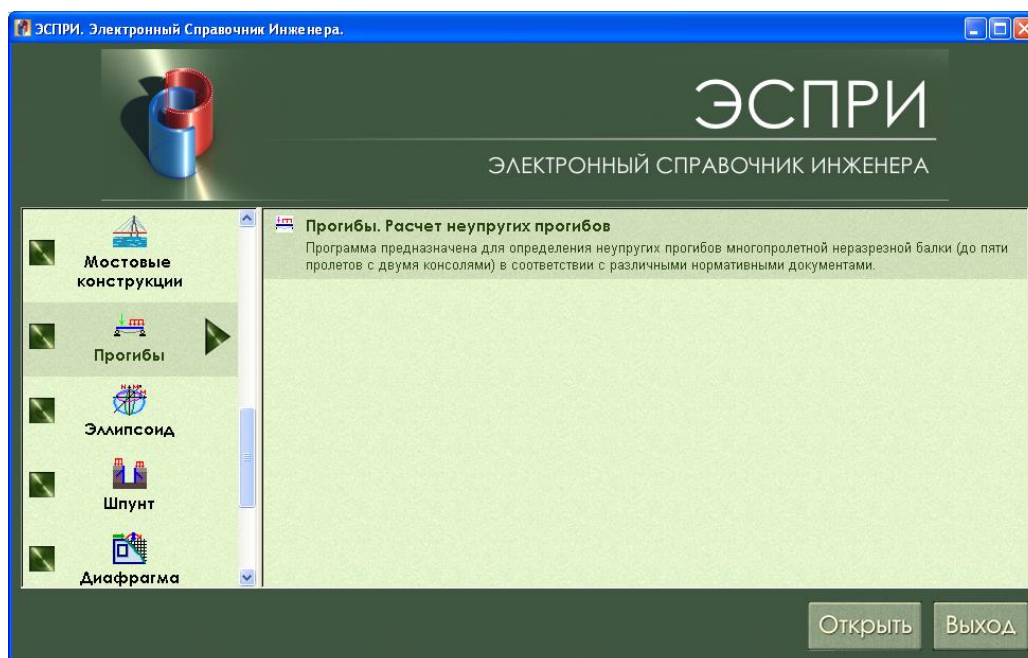 ЭСПРИ. Электронный Справочник Инженера.
ЭСПРИ
ЭЛЕКТРОННЫЙ СПРАВОЧНИК ИНЖЕНЕРА
Мостовые
конструкции
Прогибы
Эллипсоид
Шпунт
Диафрагма
Прогибы. Расчет неупругих прогибов
Программа предназначена для определения неупругих прогибов многопролетной неразрезной балки (до пяти
пролетов с двумя консолями) в соответствии с различными нормативными документами.
Открыть
Выход